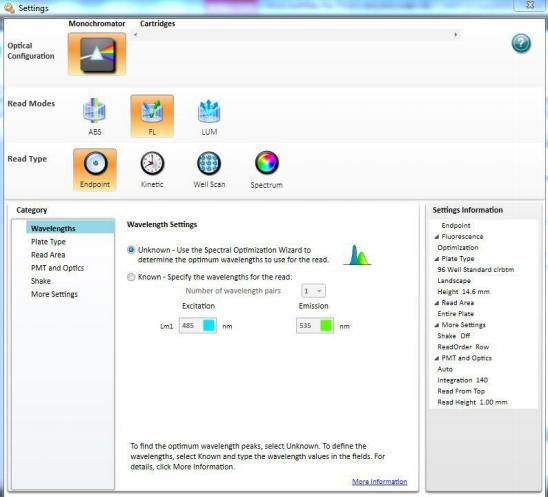 Settings
Monochromator Cartridges
Optical
Configuration
Read Modes
ABS FL LUM
Read Type
Endpoint Kinetic Well Scan Spectrum
Category
Wavelengths
Plate Type
Read Area
PMT and Optics
Shake
More Settings
Wavelength Settings
Unknown - Use the Spectral Optimization Wizard to
determine the optimum wavelengths to use for the read.
Known - Specify the wavelengths for the read:
Number of wavelength pairs 1
Excitation Emission
Lm1 485 nm 535 nm
To find the optimum wavelength peaks, select Unknown. To define the
wavelengths, select Known and type the wavelength values in the fields. For
details, click More Information.
More Information
Settings Information
Endpoint
Fluorescence
Optimization
Plate Type
96 Well Standard clrbtm
Landscape
Height 14.6 mm
Read Area
Entire Plate
More Settings
Shake Off
ReadOrder Row
PMT and Optics
Auto
Integration 140
Read From Top
Read Height 1.00 mm